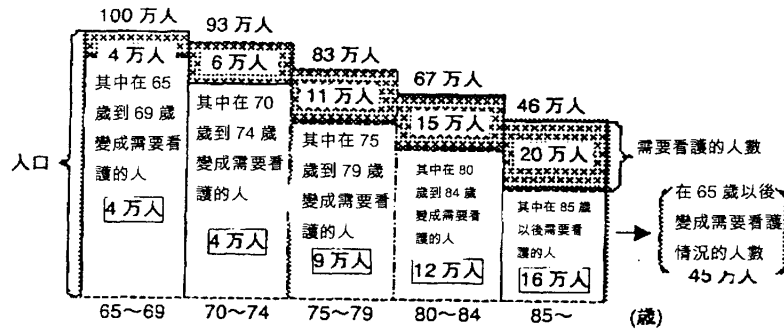 100 万人
4 万人
其中在 65
歲到 69 歲
變成需要看
護的人
4 万人
93 万人
6 万人
其中在 70
歲到 74 歲
變成需要看
護的人
4 万人
83 万人
11 万人
其中在 75
歲到 79 歲
變成需要看
護的人
9 万人
67 万人
15 万人
其中在 80
歲到 84 歲
變成需要看
護的人
12 万人
46 万人
20 万人
其中在 85 歲
以後需要看
護的人
16 万人
人口
需要看護的人數
在 65 歲以後
變成需要看護
情況的人數
45 万人
65～69
70～74
75～79
80～84
85～
(歲)